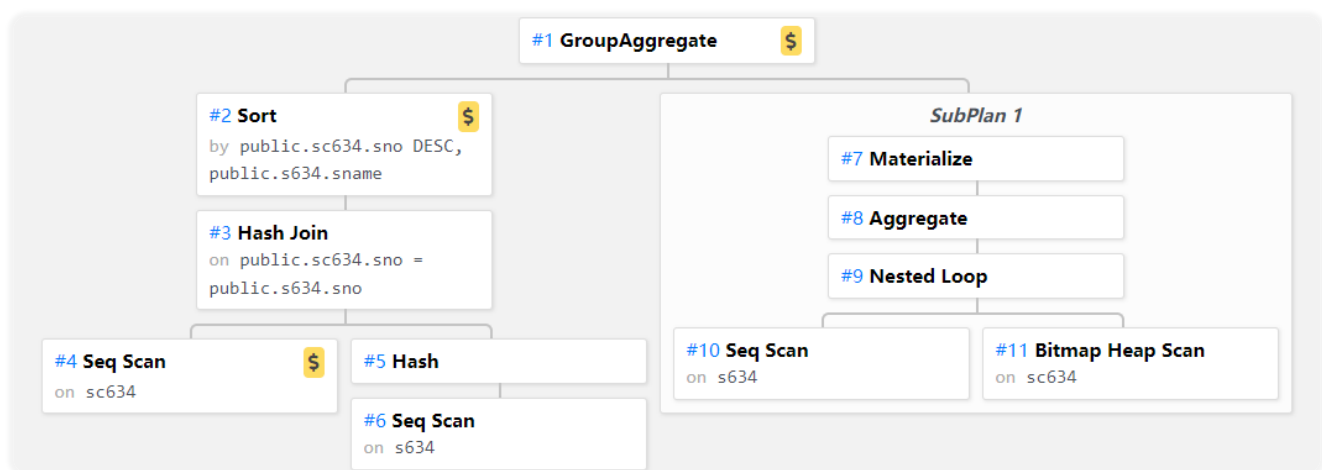 #1 GroupAggregate $
#2 Sort $
by public.sc634.sno DESC,
public.s634.sname
#3 Hash Join
on public.sc634.sno =
public.s634.sno
#4 Seq Scan $
on sc634
#5 Hash
#6 Seq Scan
on s634
SubPlan 1
#7 Materialize
#8 Aggregate
#9 Nested Loop
#10 Seq Scan
on s634
#11 Bitmap Heap Scan
on sc634